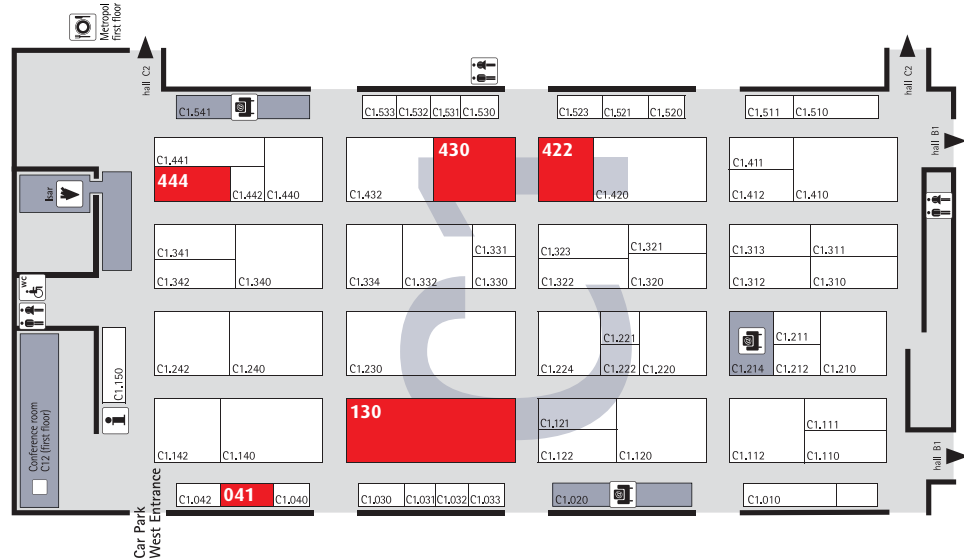 Metropol
first floor
hall C2
hall C2
C1.541
@
C1.533
C1.532
C1.531
C1.530
C1.523
C1.521
C1.520
C1.511
C1.510
hall B1
C1.441
444
C1.442
C1.440
C1.432
430
422
C1.420
C1.411
C1.412
C1.410
Isar
C1.341
C1.342
C1.340
C1.334
C1.332
C1.331
C1.330
C1.323
C1.322
C1.321
C1.320
C1.313
C1.311
C1.312
C1.310
WC
C1
C1.242
C1.240
C1.230
C1.224
C1.221
C1.222
C1.220
@
C1.214
C1.211
C1.212
C1.210
C1.150
i
Conference room
C12 (first floor)
C1.142
C1.140
130
C1.121
C1.122
C1.120
C1.111
C1.112
C1.110
hall B1
C1.042
041
C1.040
C1.030
C1.031
C1.032
C1.033
C1.020
@
C1.010
Car Park
West Entrance